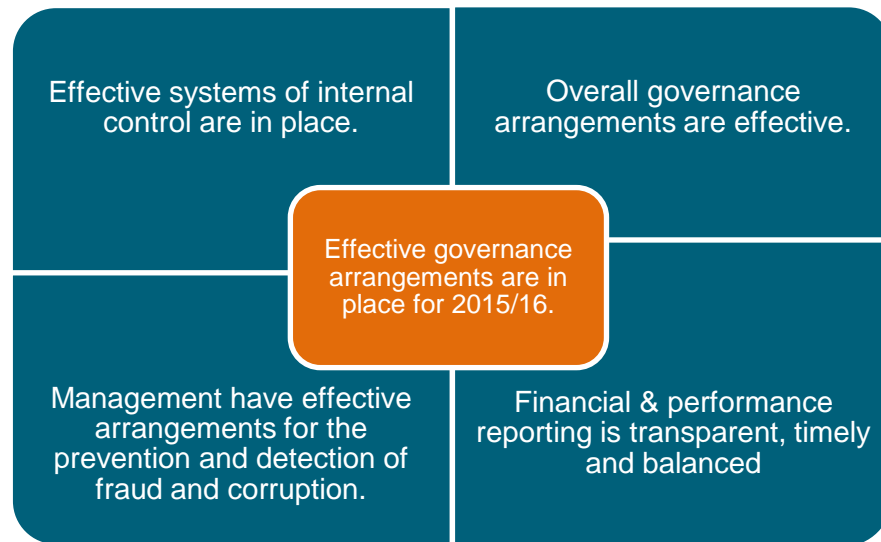 Effective systems of internal
control are in place.
Overall governance
arrangements are effective.
Effective governance
arrangements are in
place for 2015/16.
Management have effective
arrangements for the
prevention and detection of
fraud and corruption.
Financial & performance
reporting is transparent, timely
and balanced